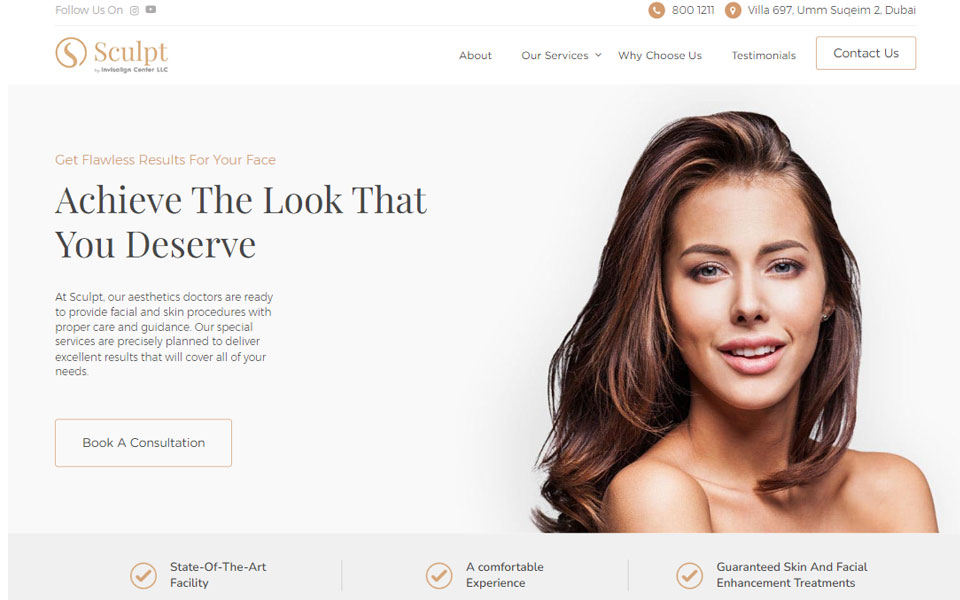 Follow Us On
800 1211
Villa 697, Umm Suqeim 2, Dubai
Sculpt
by Invisalign Center LLC
About
Our Services
Why Choose Us
Testimonials
Contact Us
Get Flawless Results For Your Face
Achieve The Look That
You Deserve
At Sculpt, our aesthetics doctors are ready
to provide facial and skin procedures with
proper care and guidance. Our special
services are precisely planned to deliver
excellent results that will cover all of your
needs.
Book A Consultation
State-Of-The-Art
Facility
A comfortable
Experience
Guaranteed Skin And Facial
Enhancement Treatments